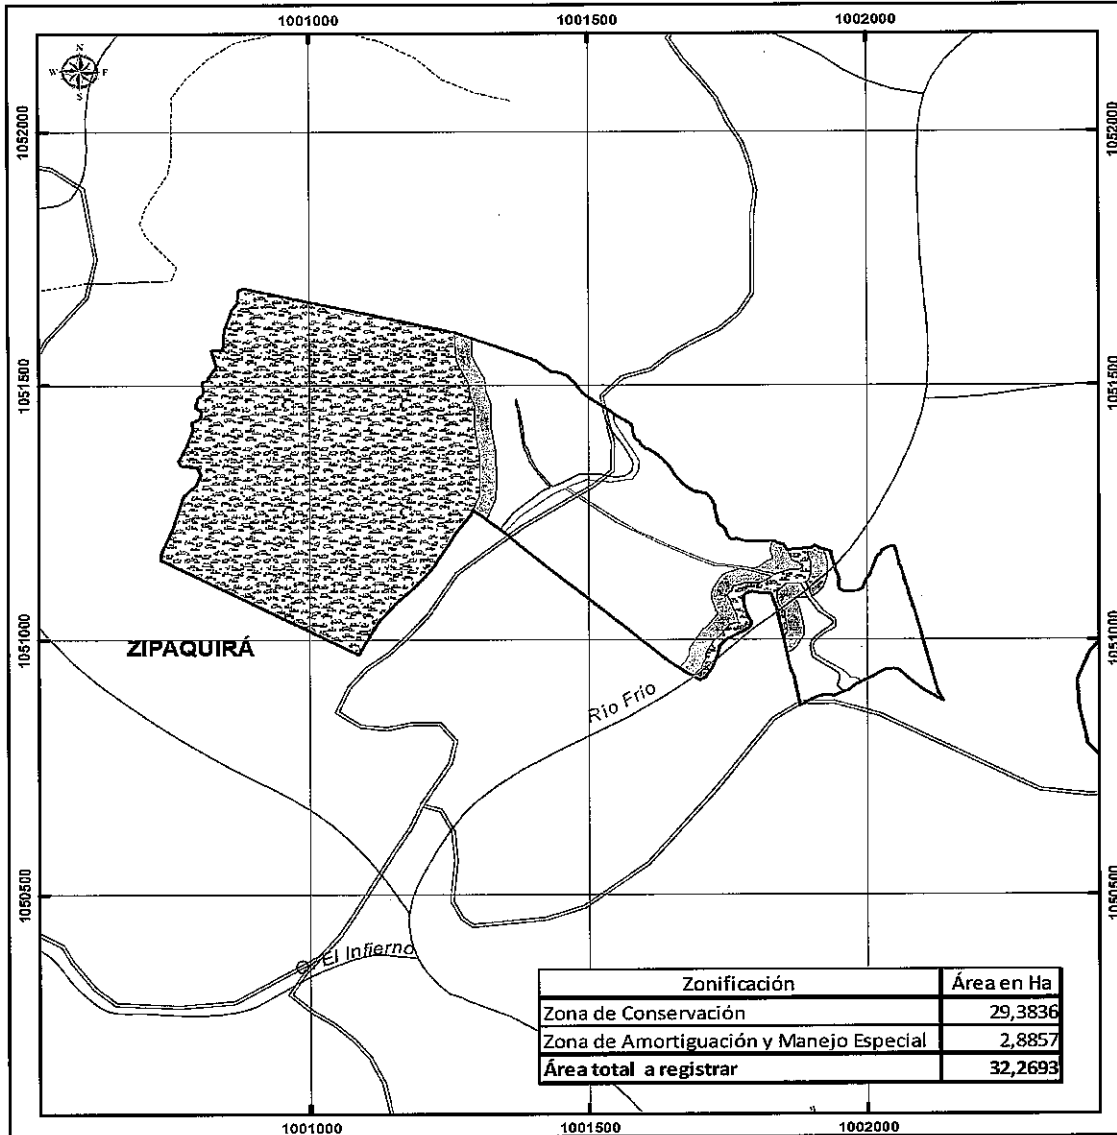 1001000 1001500 1002000
N
W E
S
1052000 1052000
1051500 1051500
1051000 1051000
ZIPAQUIRÁ
Río Frío
1050500 1050500
El Infierno
Zonificación Área en Ha
Zona de Conservación 29,3836
Zona de Amortiguación y Manejo Especial 2,8857
Área total a registrar 32,2693
1001000 1001500 1002000